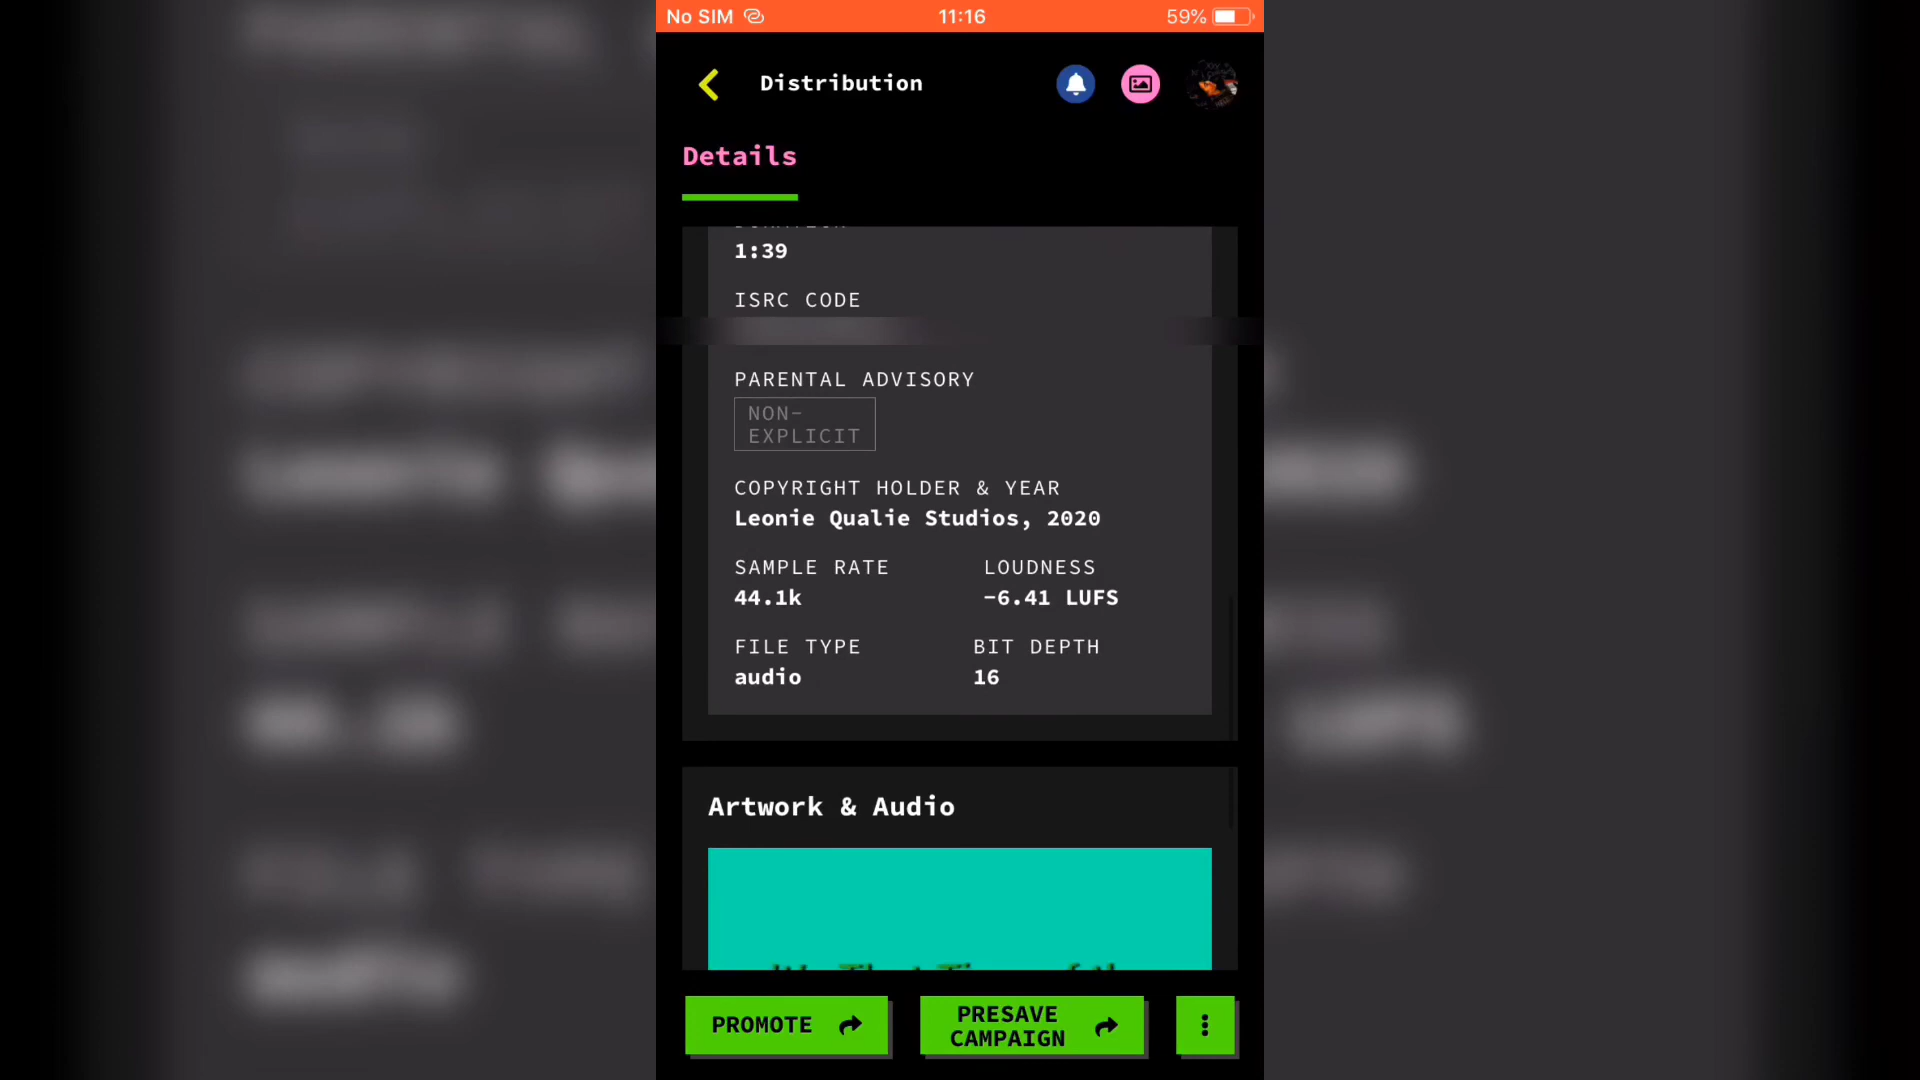 No SIM 11:16 59%
Distribution
Details
1:39
ISRC CODE
PARENTAL ADVISORY
NON-
EXPLICIT
COPYRIGHT HOLDER & YEAR
Leonie Qualie Studios, 2020
SAMPLE RATE LOUDNESS
44.1k -6.41 LUFS
FILE TYPE BIT DEPTH
audio 16
Artwork & Audio
PROMOTE
PRESAVE
CAMPAIGN